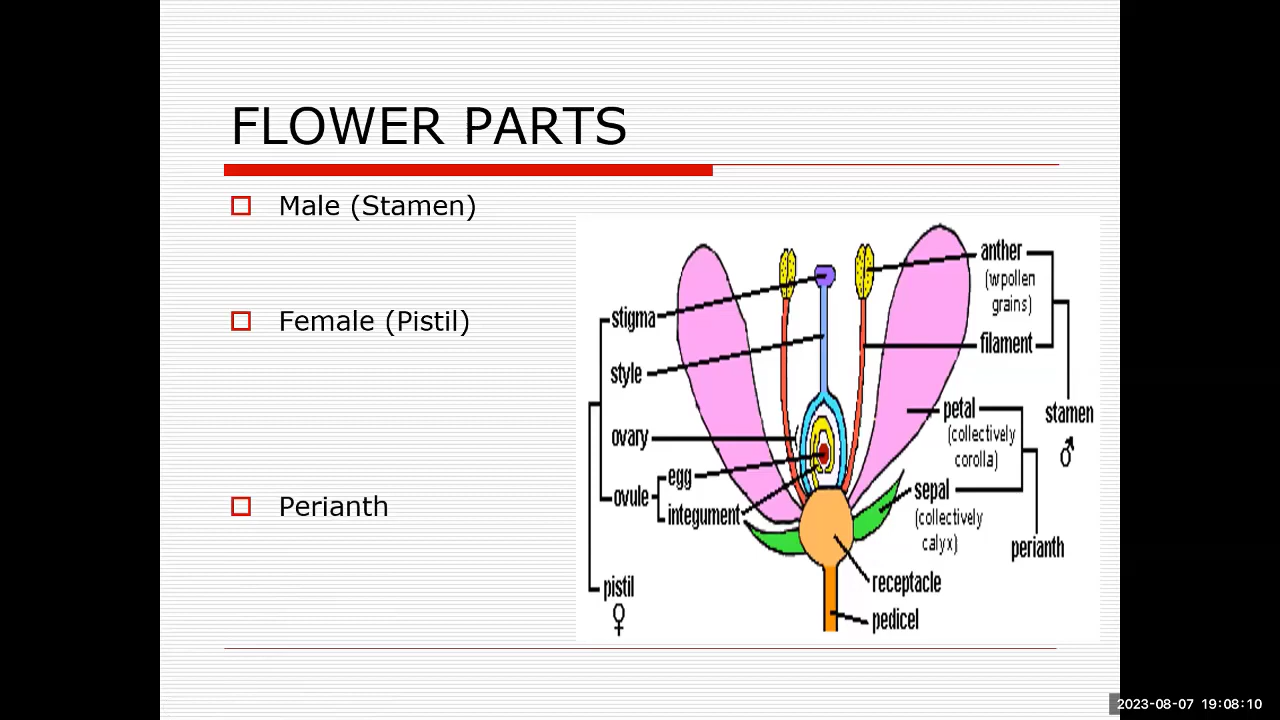 FLOWER PARTS
Male (Stamen)
Female (Pistil)
Perianth
stigma
style
ovary
egg
ovule
integument
pistil
♀
anther
(wpollen
grains)
filament
stamen
♂
petal
(collectively
corolla)
sepal
(collectively
calyx)
perianth
receptacle
pedicel
2023-08-07 19:08:10